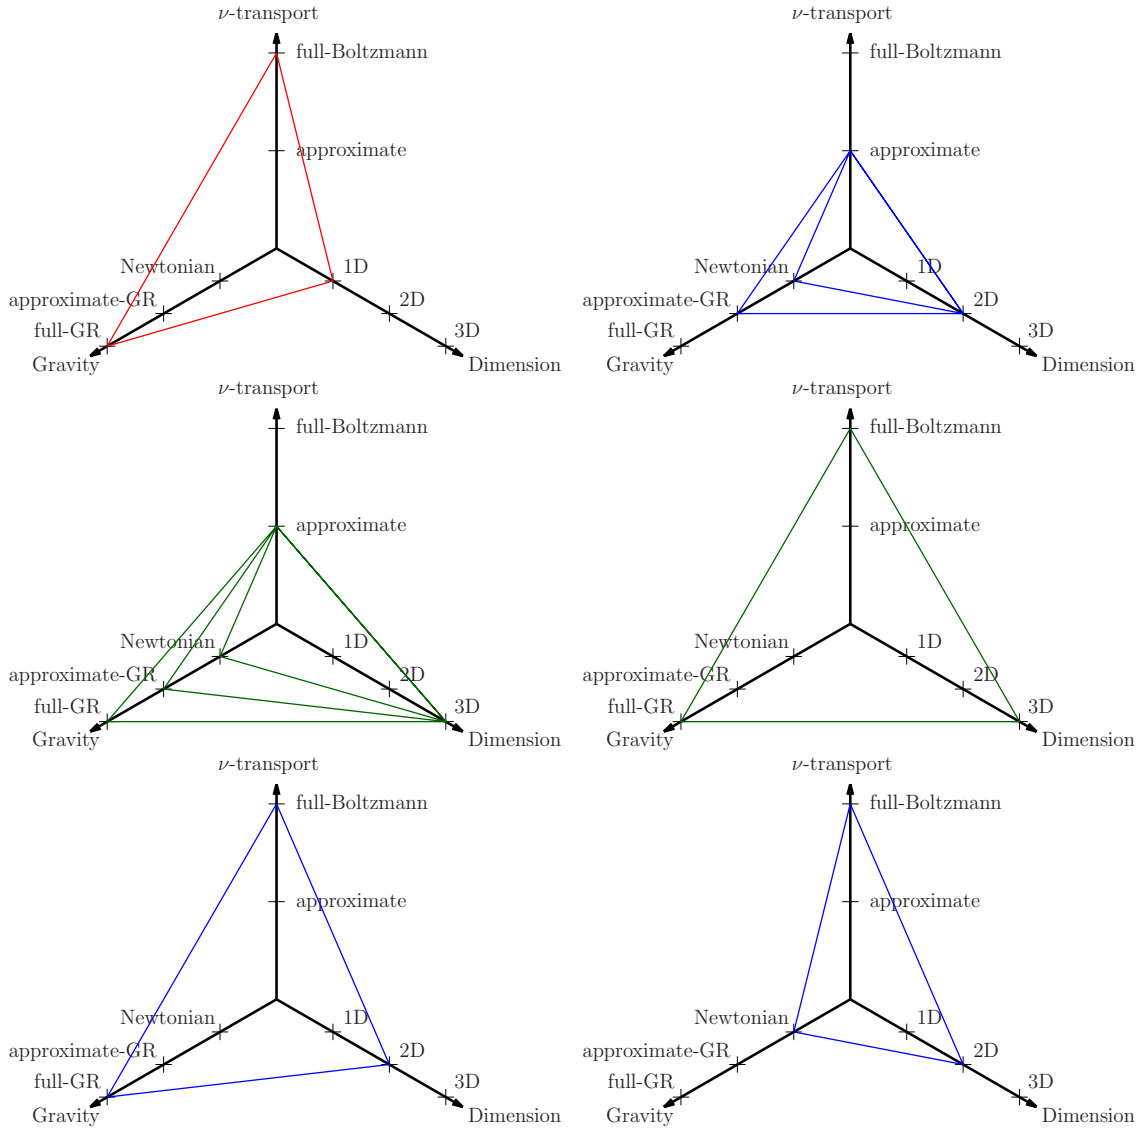 ν-transport
full-Boltzmann
approximate
Newtonian
1D
approximate-GR
2D
full-GR
3D
Gravity
Dimension
ν-transport
full-Boltzmann
approximate
Newtonian
1D
approximate-GR
2D
full-GR
3D
Gravity
Dimension
ν-transport
full-Boltzmann
approximate
Newtonian
1D
approximate-GR
2D
full-GR
3D
Gravity
Dimension
ν-transport
full-Boltzmann
approximate
Newtonian
1D
approximate-GR
2D
full-GR
3D
Gravity
Dimension
ν-transport
full-Boltzmann
approximate
Newtonian
1D
approximate-GR
2D
full-GR
3D
Gravity
Dimension
ν-transport
full-Boltzmann
approximate
Newtonian
1D
approximate-GR
2D
full-GR
3D
Gravity
Dimension